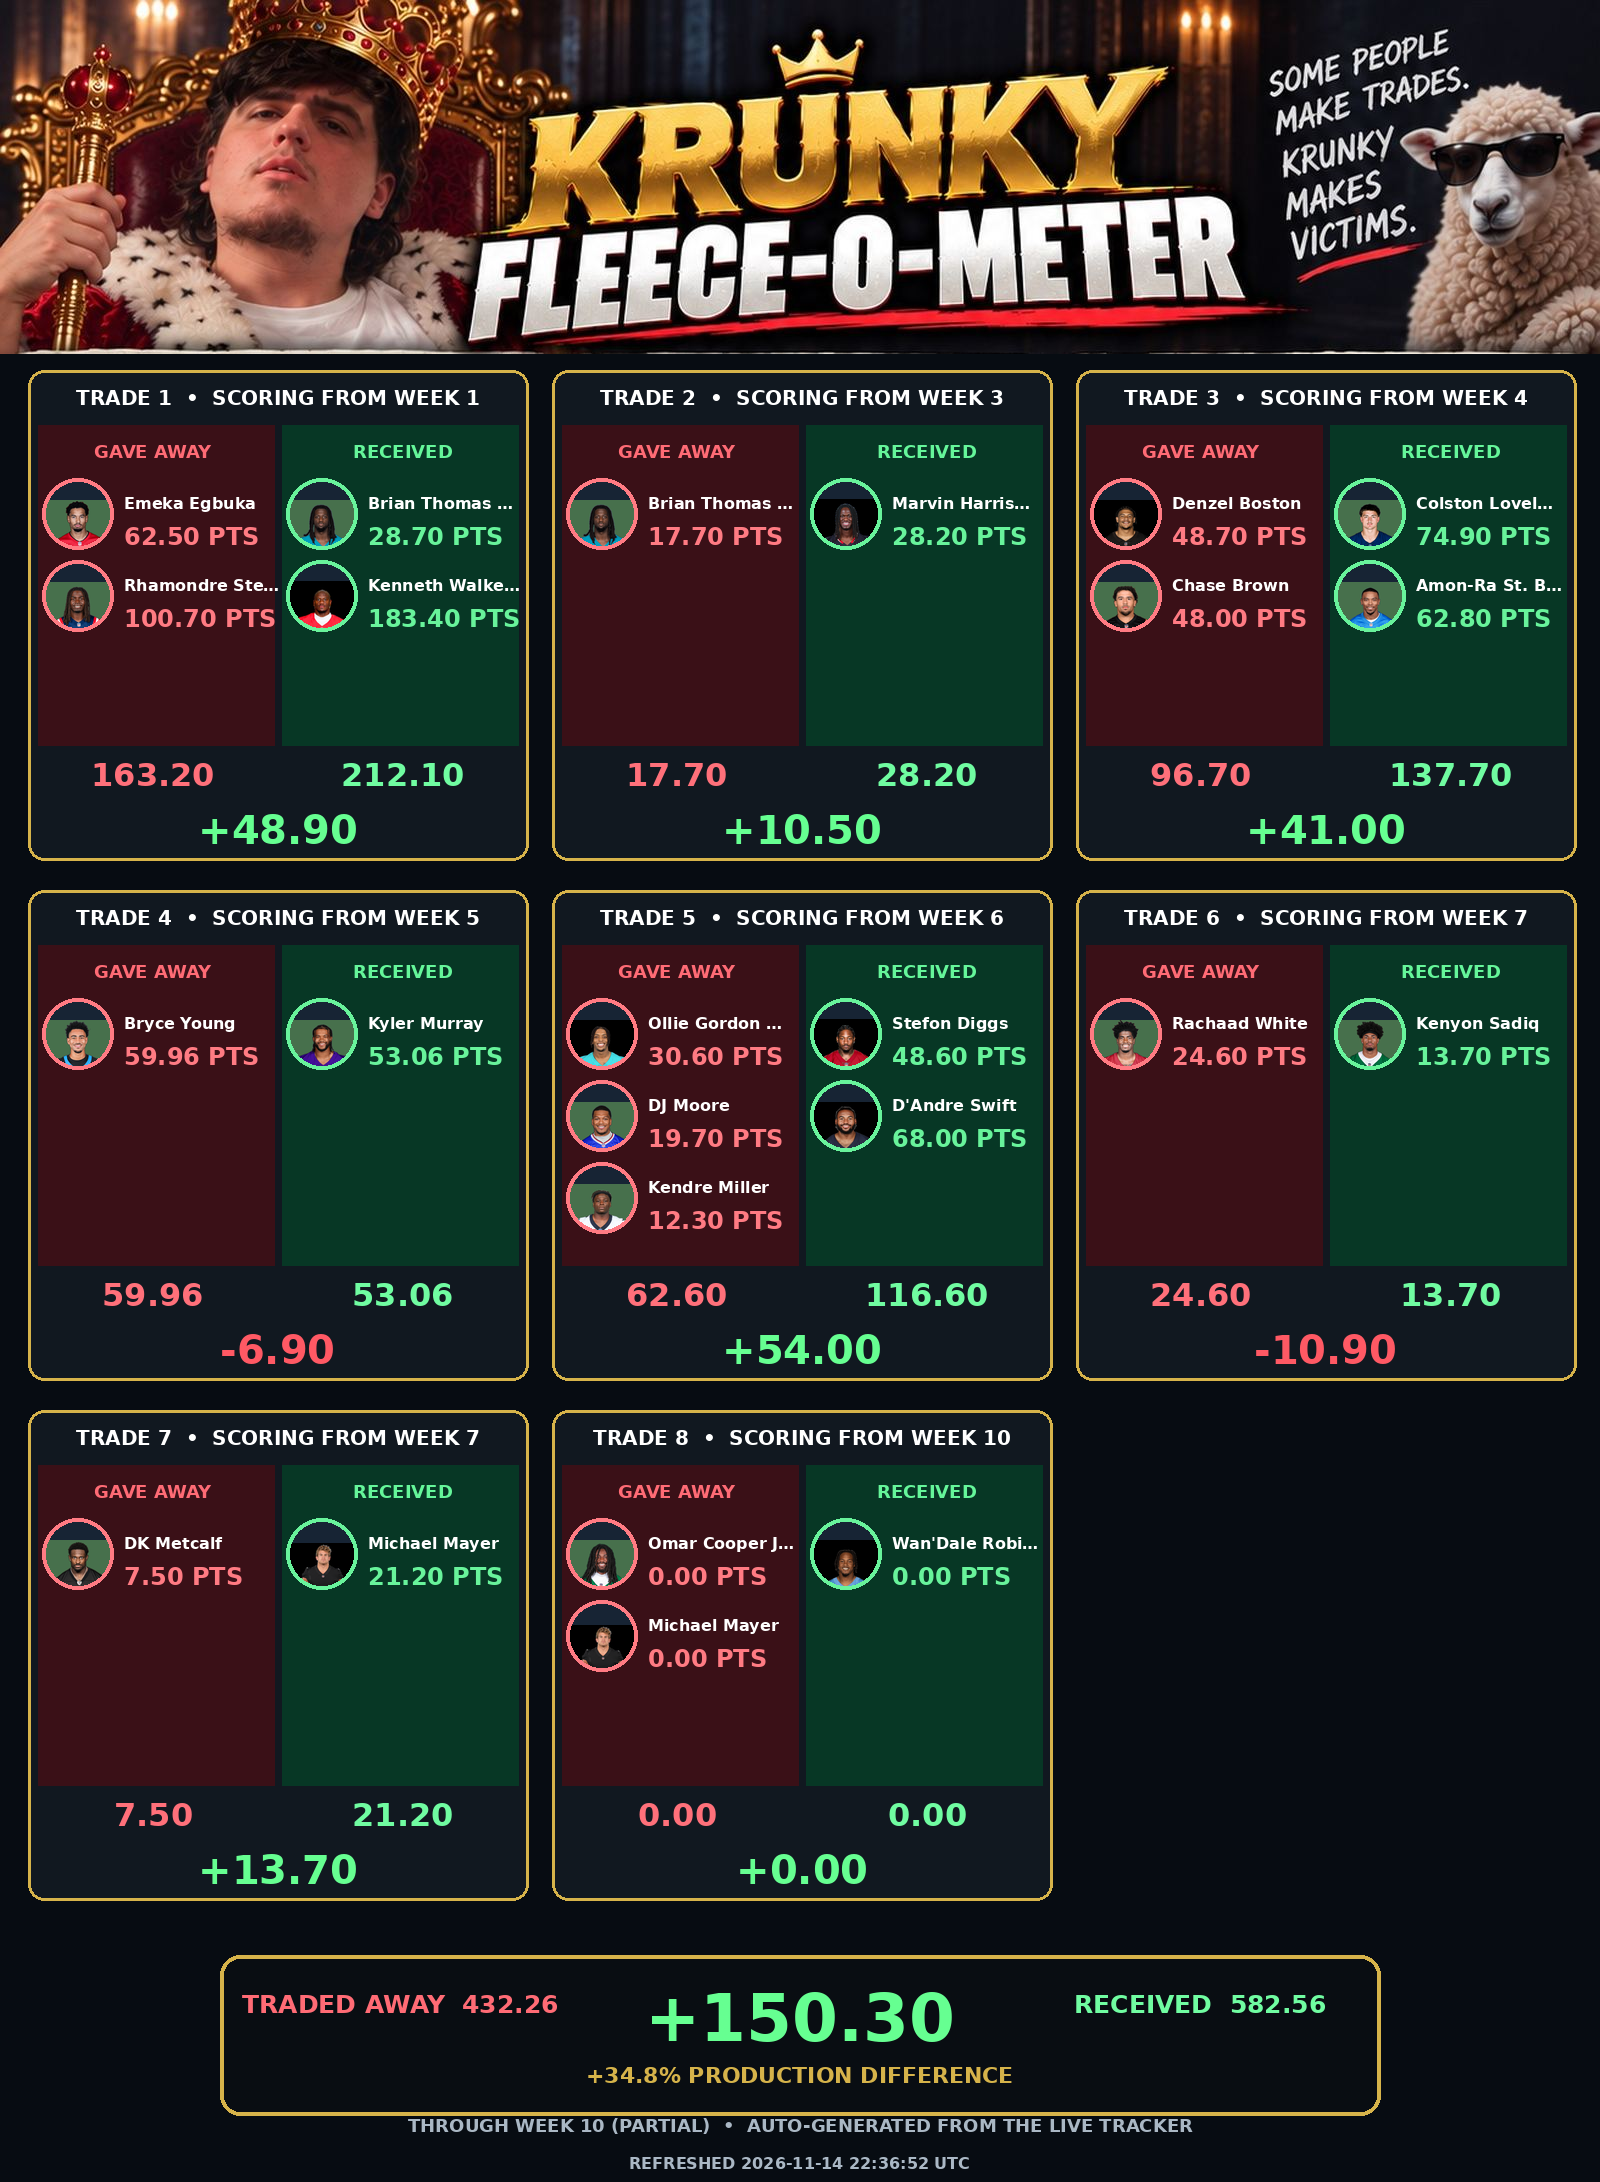 KRUNKY
FLEECE-O-METER
SOME PEOPLE
MAKE TRADES.
KRUNKY
MAKES
VICTIMS.
TRADE 1 • SCORING FROM WEEK 1
GAVE AWAY
Emeka Egbuka
62.50 PTS
Rhamondre Ste...
100.70 PTS
RECEIVED
Brian Thomas ...
28.70 PTS
Kenneth Walke...
183.40 PTS
163.20
212.10
+48.90
TRADE 2 • SCORING FROM WEEK 3
GAVE AWAY
Brian Thomas ...
17.70 PTS
RECEIVED
Marvin Harris...
28.20 PTS
17.70
28.20
+10.50
TRADE 3 • SCORING FROM WEEK 4
GAVE AWAY
Denzel Boston
48.70 PTS
Chase Brown
48.00 PTS
RECEIVED
Colston Lovel...
74.90 PTS
Amon-Ra St. B...
62.80 PTS
96.70
137.70
+41.00
TRADE 4 • SCORING FROM WEEK 5
GAVE AWAY
Bryce Young
59.96 PTS
RECEIVED
Kyler Murray
53.06 PTS
59.96
53.06
-6.90
TRADE 5 • SCORING FROM WEEK 6
GAVE AWAY
Ollie Gordon ...
30.60 PTS
DJ Moore
19.70 PTS
Kendre Miller
12.30 PTS
RECEIVED
Stefon Diggs
48.60 PTS
D'Andre Swift
68.00 PTS
62.60
116.60
+54.00
TRADE 6 • SCORING FROM WEEK 7
GAVE AWAY
Rachaad White
24.60 PTS
RECEIVED
Kenyon Sadiq
13.70 PTS
24.60
13.70
-10.90
TRADE 7 • SCORING FROM WEEK 7
GAVE AWAY
DK Metcalf
7.50 PTS
RECEIVED
Michael Mayer
21.20 PTS
7.50
21.20
+13.70
TRADE 8 • SCORING FROM WEEK 10
GAVE AWAY
Omar Cooper J...
0.00 PTS
Michael Mayer
0.00 PTS
RECEIVED
Wan'Dale Robi...
0.00 PTS
0.00
0.00
+0.00
TRADED AWAY 432.26
+150.30
RECEIVED 582.56
+34.8% PRODUCTION DIFFERENCE
THROUGH WEEK 10 (PARTIAL) • AUTO-GENERATED FROM THE LIVE TRACKER
REFRESHED 2026-11-14 22:36:52 UTC